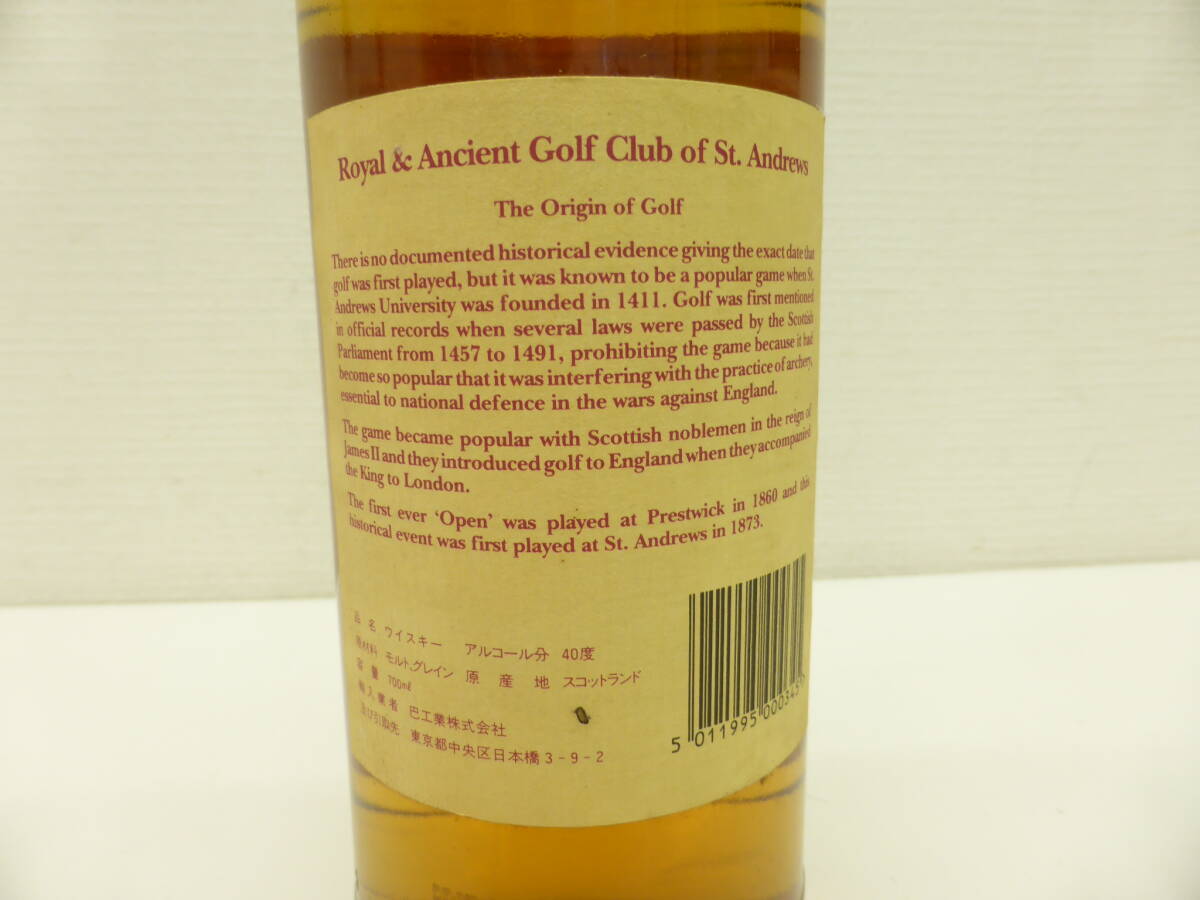 Royal & Ancient Golf Club of St. Andrews
The Origin of Golf
There is no documented historical evidence giving the exact date that
golf was first played, but it was known to be a popular game when St.
Andrews University was founded in 1411. Golf was first mentioned
in official records when several laws were passed by the Scottish
Parliament from 1457 to 1491, prohibiting the game because it had
become so popular that it was interfering with the practice of archery,
essential to national defence in the wars against England.
The game became popular with Scottish noblemen in the reign of
James II and they introduced golf to England when they accompanied
the King to London.
The first ever ‘Open’ was played at Prestwick in 1860 and this
historical event was first played at St. Andrews in 1873.
品名 ウイスキー アルコール分 40度
原材料 モルト、グレイン 原産地 スコットランド
容量 700ml
輸入業者 巴工業株式会社
及び引取先 東京都中央区日本橋3-9-2
5 011995 000345